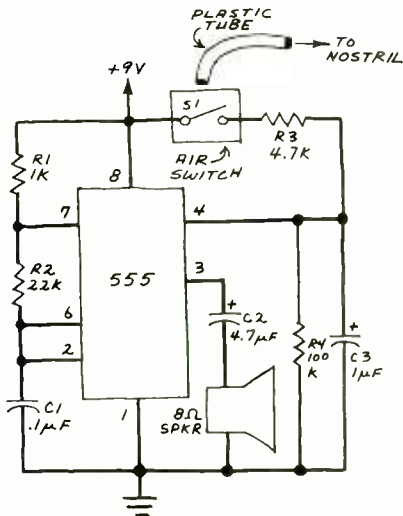 PLASTIC
TUBE
TO
NOSTRIL
+9V
S1
R3
4.7K
AIR
SWITCH
R1
1K
8
7
4
R2
22K
555
3
+
C2
4.7µF
6
2
R4
100
K
+
C3
1µF
C1
.1µF
1
8Ω
SPKR